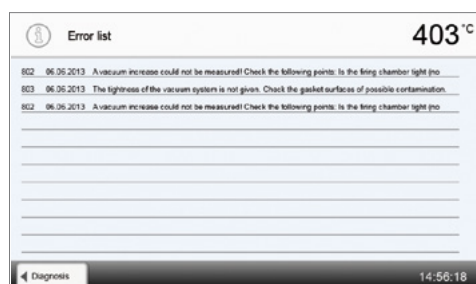 Error list
403 °C
802 06.06.2013 A vacuum increase could not be measured! Check the following points: Is the firing chamber tight (no
803 06.06.2013 The tightness of the vacuum system is not given. Check the gasket surfaces of possible contamination.
802 06.06.2013 A vacuum increase could not be measured! Check the following points: Is the firing chamber tight (no
Diagnosis
14:56:18